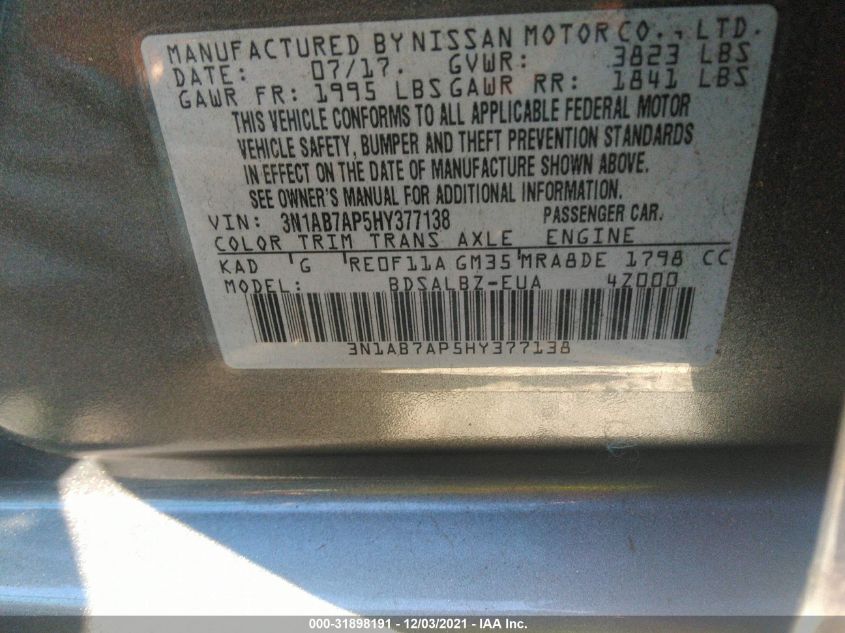 MANUFACTURED BY NISSAN MOTOR CO., LTD.
DATE: 07/17. GVWR: 3823 LBS
GAWR FR: 1995 LBS GAWR RR: 1841 LBS
THIS VEHICLE CONFORMS TO ALL APPLICABLE FEDERAL MOTOR
VEHICLE SAFETY, BUMPER AND THEFT PREVENTION STANDARDS
IN EFFECT ON THE DATE OF MANUFACTURE SHOWN ABOVE.
SEE OWNER'S MANUAL FOR ADDITIONAL INFORMATION.
VIN: 3N1AB7AP5HY377138 PASSENGER CAR.
COLOR TRIM TRANS AXLE ENGINE
KAD G RE0F11A GM35 MRA8DE 1798 CC
MODEL: BDSALBZ-EUA 4Z000
3N1AB7AP5HY377138
000-31898191 - 12/03/2021 - IAA Inc.